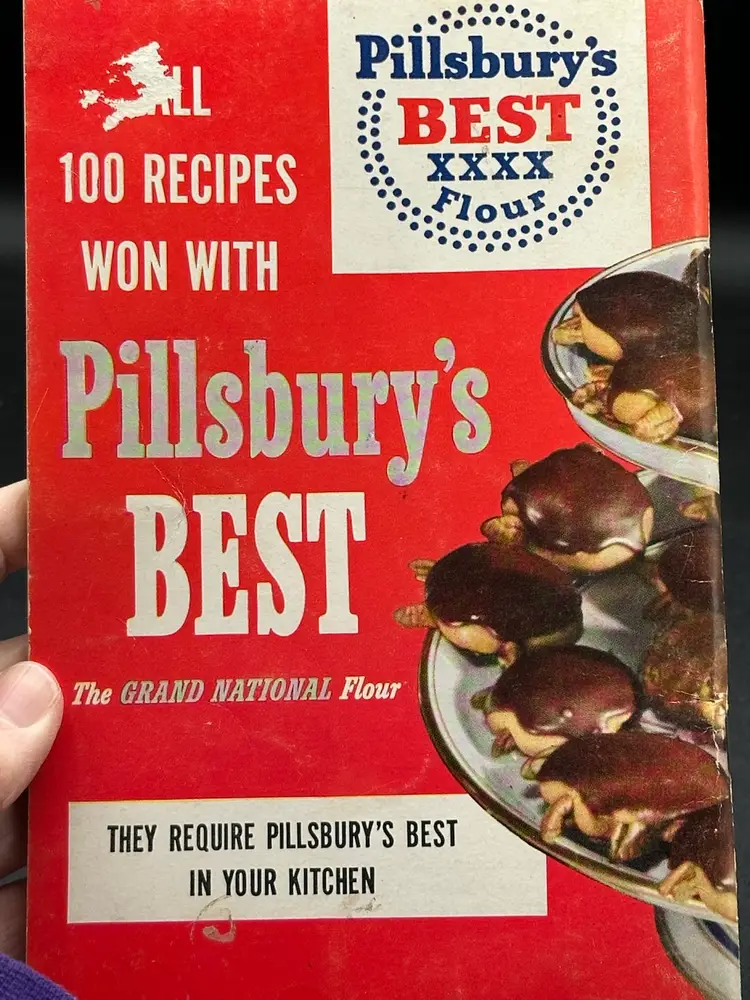 ALL
100 RECIPES
WON WITH
Pillsbury's
BEST
XXXX
Flour
Pillsbury's
BEST
The GRAND NATIONAL Flour
THEY REQUIRE PILLSBURY'S BEST
IN YOUR KITCHEN